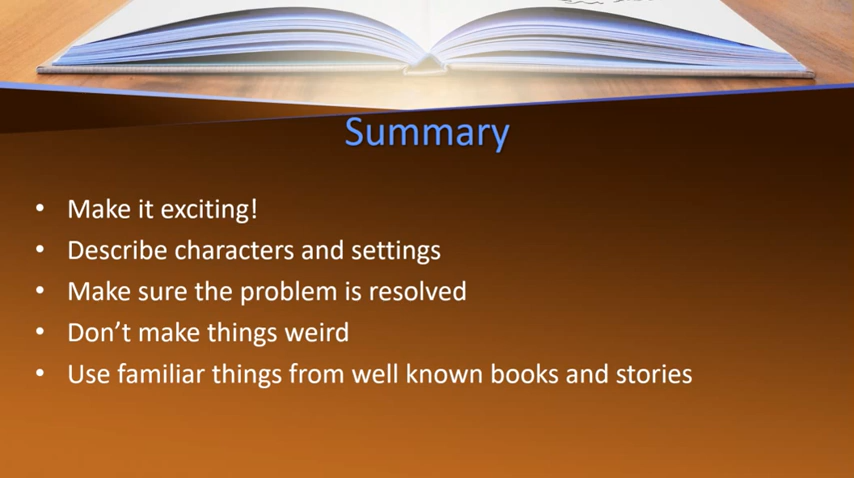 Summary
• Make it exciting!
• Describe characters and settings
• Make sure the problem is resolved
• Don’t make things weird
• Use familiar things from well known books and stories